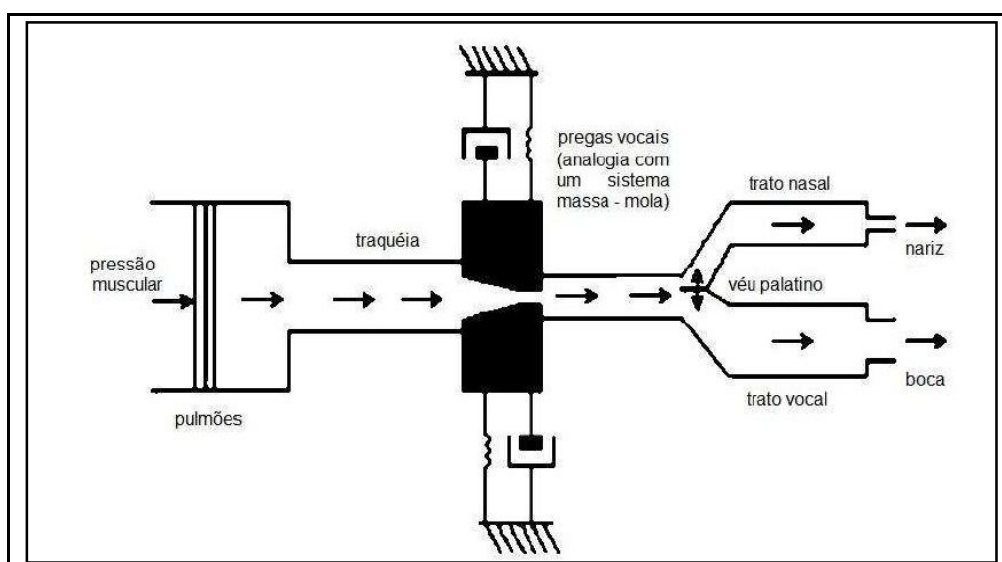 pregas vocais
(analogia com
um sistema
massa - mola)
trato nasal
traquéia
nariz
pressão
muscular
véu palatino
boca
pulmões
trato vocal